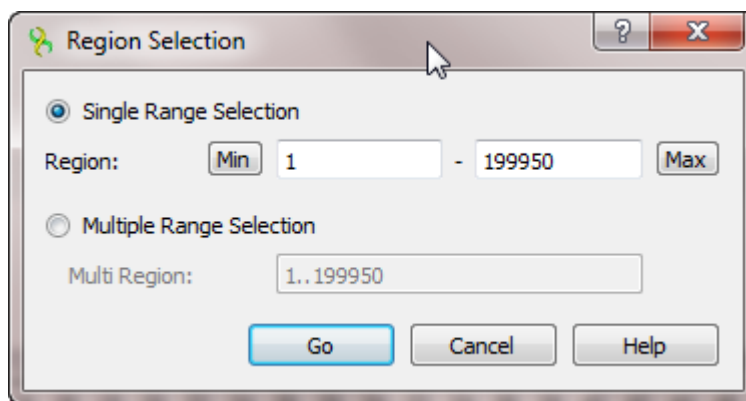 Region Selection ? X
Single Range Selection
Region: Min 1 - 199950 Max
Multiple Range Selection
Multi Region: 1..199950
Go Cancel Help